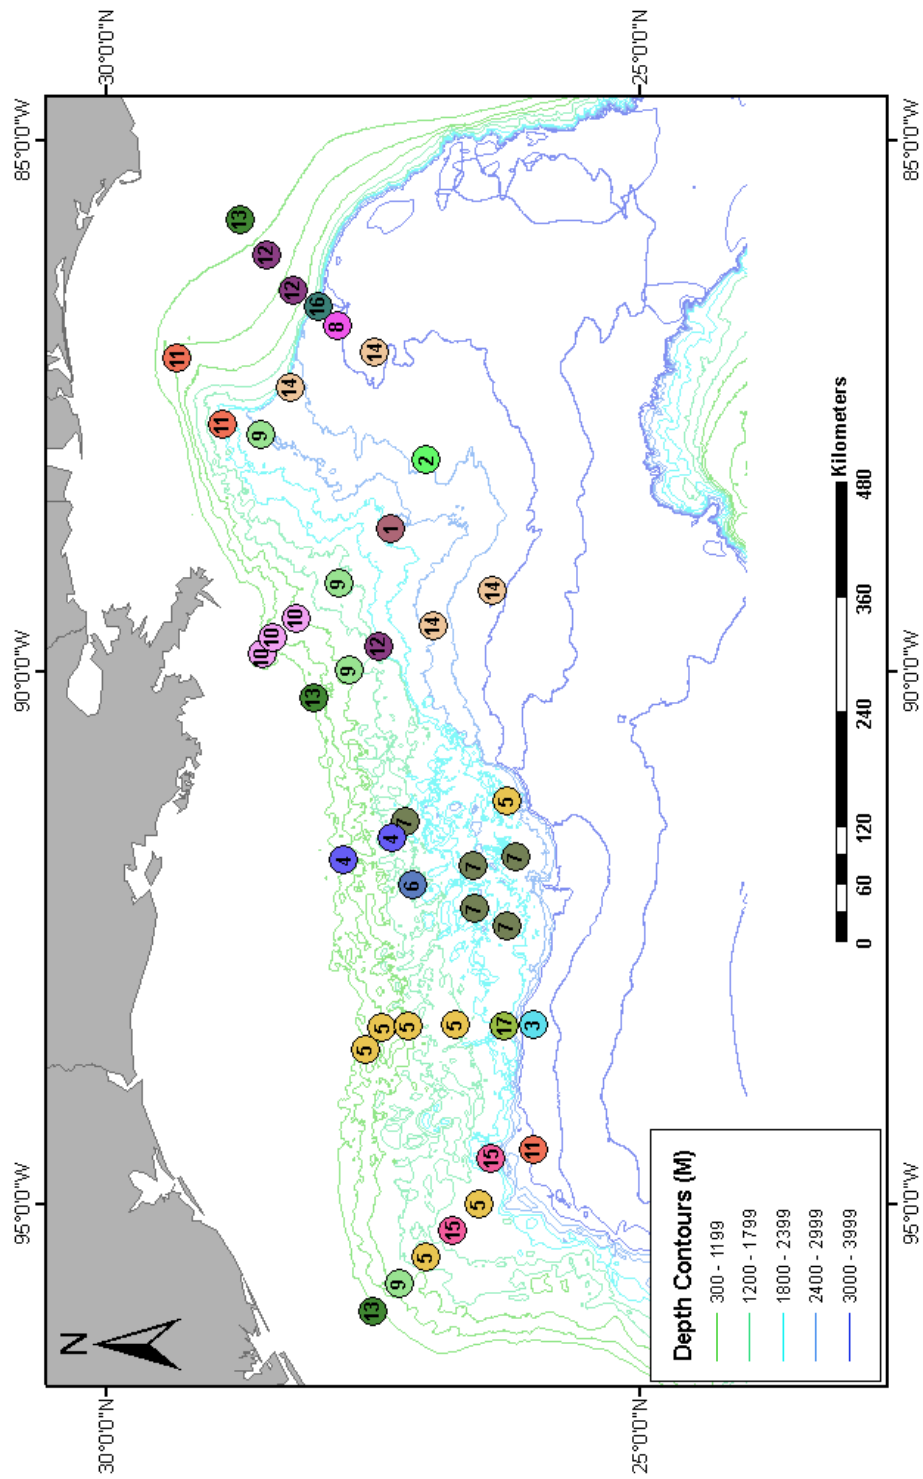 95°0'0"W
90°0'0"W
85°0'0"W
N
30°0'0"N
30°0'0"N
11
11
13
9
10
12
10
14
12
10
13
16
8
9
4
9
5
13
14
12
5
1
4
9
7
5
6
5
2
14
15
5
7
7
5
15
14
17
7
5
7
11
3
25°0'0"N
25°0'0"N
Depth Contours (M)
300 - 1199
1200 - 1799
1800 - 2399
2400 - 2999
3000 - 3999
Kilometers
0 60 120 240 360 480
95°0'0"W
90°0'0"W
85°0'0"W